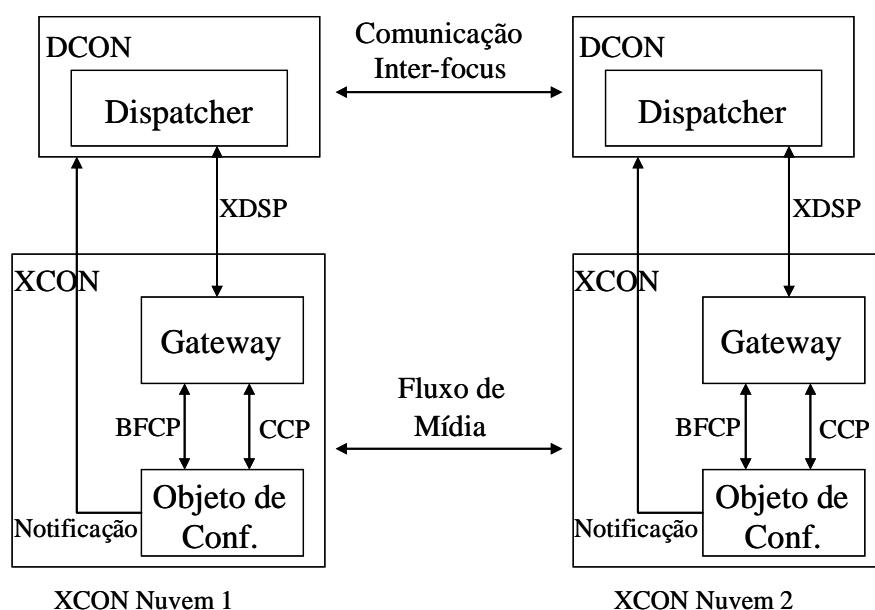 DCON
Dispatcher
Comunicação
Inter-focus
DCON
Dispatcher
XDSP
XDSP
XCON
Gateway
BFCP
CCP
Objeto de
Conf.
Notificação
Fluxo de
Mídia
XCON
Gateway
BFCP
CCP
Objeto de
Conf.
Notificação
XCON Nuvem 1
XCON Nuvem 2